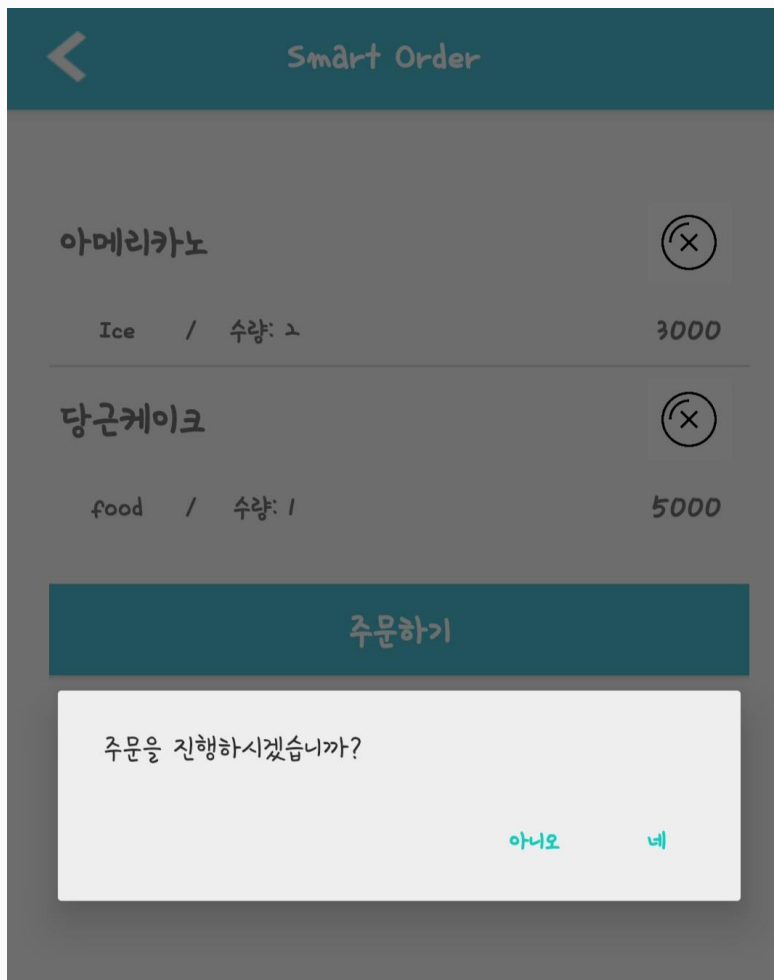 Smart Order
아메리카노
Ice / 수량: 2 3000
당근케이크
food / 수량: 1 5000
주문하기
주문을 진행하시겠습니까?
아니오 네